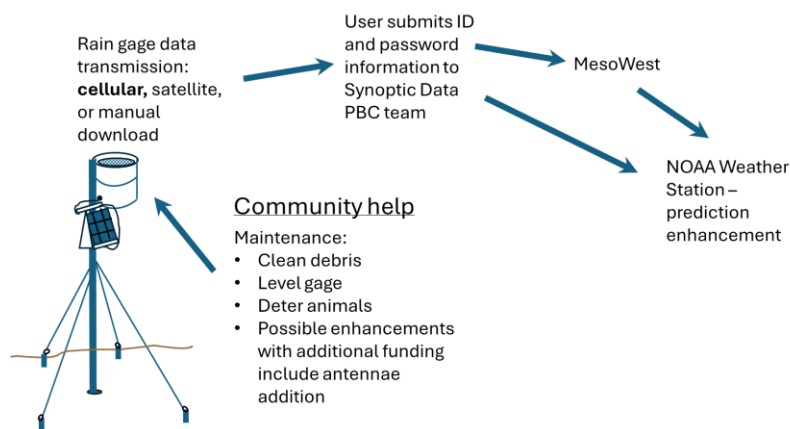 Rain gage data
transmission:
cellular, satellite,
or manual
download
User submits ID
and password
information to
Synoptic Data
PBC team
MesoWest
NOAA Weather
Station –
prediction
enhancement
Community help
Maintenance:
• Clean debris
• Level gage
• Deter animals
• Possible enhancements
with additional funding
include antennae
addition